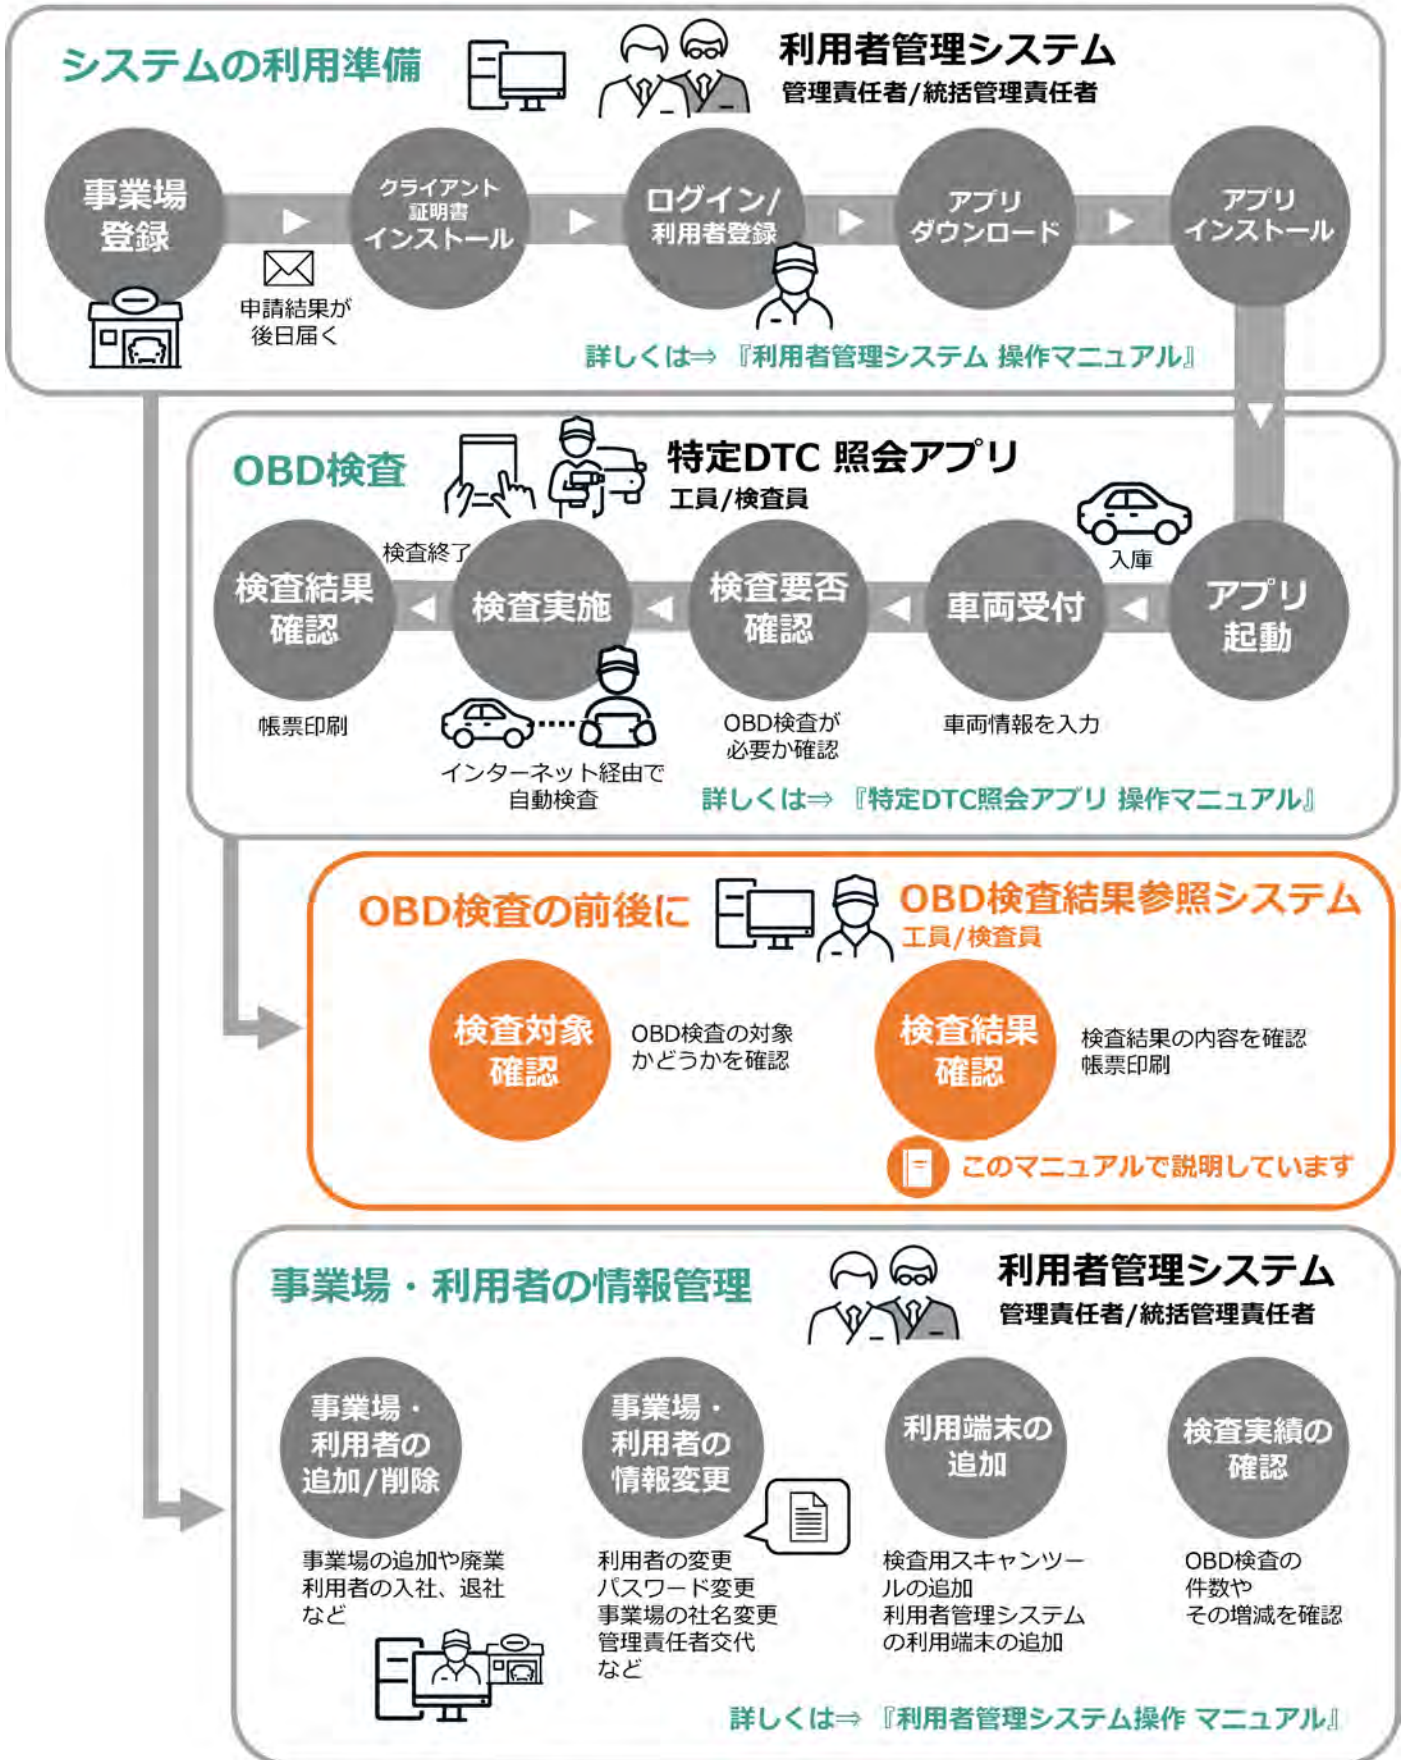 システムの利用準備
利用者管理システム
管理責任者/統括管理責任者
事業場
登録
クライアント
証明書
インストール
ログイン/
利用者登録
アプリ
ダウンロード
アプリ
インストール
申請結果が
後日届く
詳しくは⇒ 『利用者管理システム 操作マニュアル』
OBD検査
特定DTC 照会アプリ
工員/検査員
入庫
アプリ
起動
車両受付
車両情報を入力
検査要否
確認
OBD検査が
必要か確認
検査実施
インターネット経由で
自動検査
検査終了
検査結果
確認
帳票印刷
詳しくは⇒ 『特定DTC照会アプリ 操作マニュアル』
OBD検査の前後に
OBD検査結果参照システム
工員/検査員
検査対象
確認
OBD検査の対象
かどうかを確認
検査結果
確認
検査結果の内容を確認
帳票印刷
このマニュアルで説明しています
事業場・利用者の情報管理
利用者管理システム
管理責任者/統括管理責任者
事業場・
利用者の
追加/削除
事業場の追加や廃業
利用者の入社、退社
など
事業場・
利用者の
情報変更
利用者の変更
パスワード変更
事業場の社名変更
管理責任者交代
など
利用端末の
追加
検査用スキャンツー
ルの追加
利用者管理システム
の利用端末の追加
検査実績の
確認
OBD検査の
件数や
その増減を確認
詳しくは⇒ 『利用者管理システム操作 マニュアル』